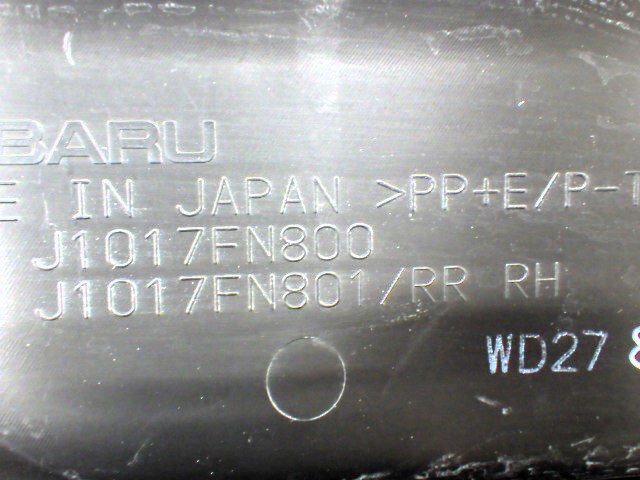 BARU
E IN JAPAN >PP+E/P-T
J1017FN800
J1017FN801/RR RH
WD27 8